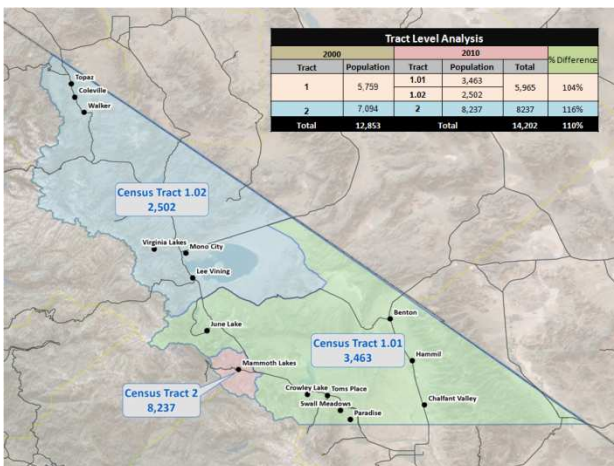 Tract Level Analysis
2000 2010 % Difference
Tract Population Tract Population Total
1 5,759 1.01 3,463 5,965 104%
1.02 2,502
2 7,094 2 8,237 8237 116%
Total 12,853 Total 14,202 110%
Topaz
Coleville
Walker
Census Tract 1.02
2,502
Virginia Lakes
Mono City
Lee Vining
June Lake
Benton
Census Tract 1.01
3,463
Hammil
Mammoth Lakes
Census Tract 2
8,237
Crowley Lake
Toms Place
Swall Meadows
Chalfant Valley
Paradise